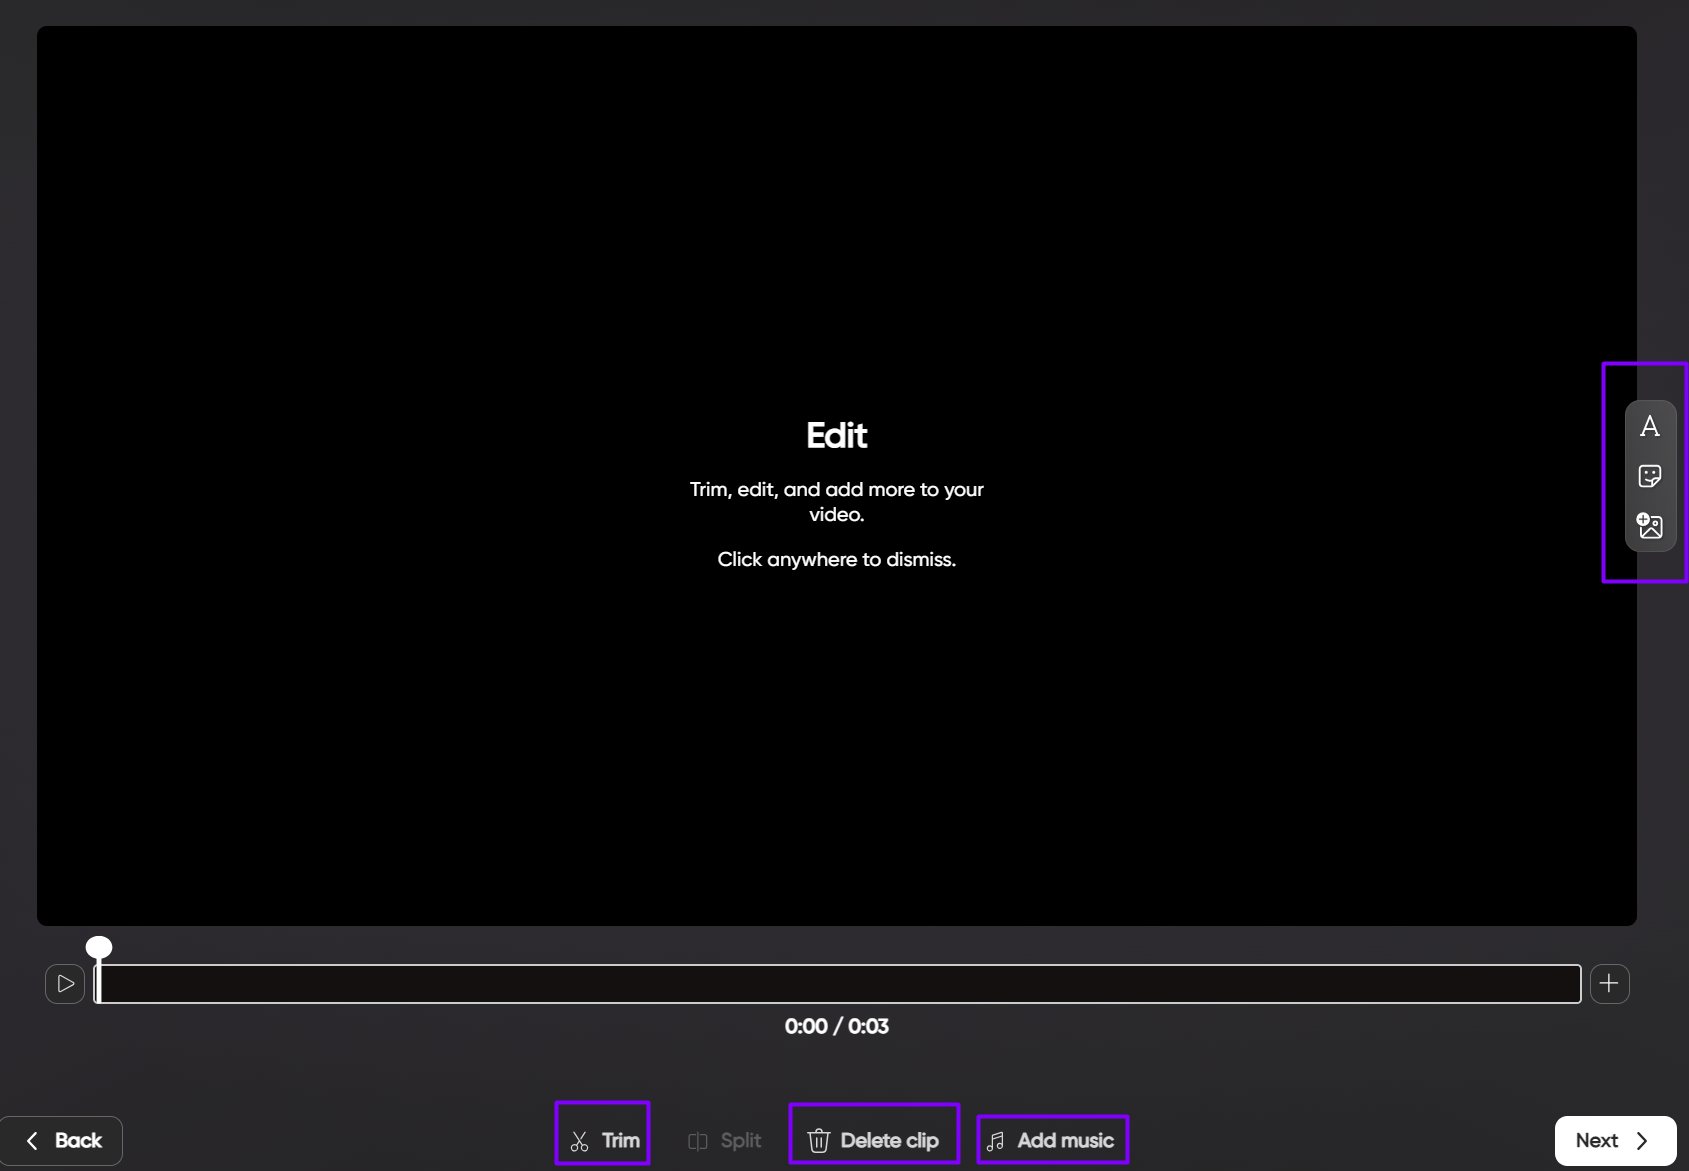 Edit
Trim, edit, and add more to your
video.
Click anywhere to dismiss.
0:00 / 0:03
Back
Trim
Split
Delete clip
Add music
Next